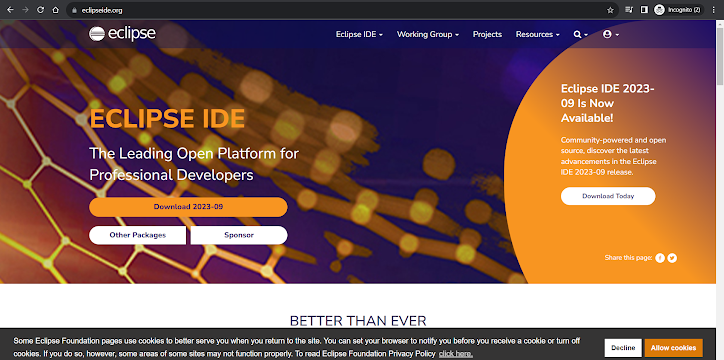 eclipseide.org
Incognito (2)
eclipse
Eclipse IDE
Working Group
Projects
Resources
ECLIPSE IDE
The Leading Open Platform for
Professional Developers
Download 2023-09
Other Packages
Sponsor
Eclipse IDE 2023-
09 Is Now
Available!
Community-powered and open
source, discover the latest
advancements in the Eclipse
IDE 2023-09 release.
Download Today
Share this page:
BETTER THAN EVER
Some Eclipse Foundation pages use cookies to better serve you when you return to the site. You can set your browser to notify you before you receive a cookie or turn off
cookies. If you do so, however, some areas of some sites may not function properly. To read Eclipse Foundation Privacy Policy click here.
Decline
Allow cookies